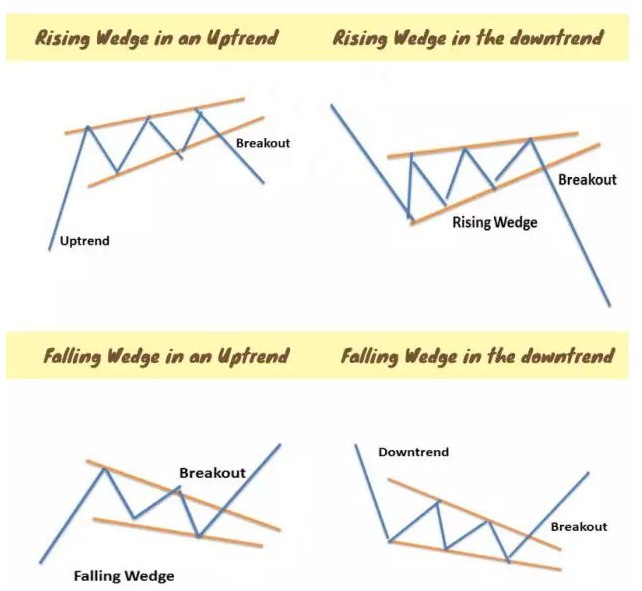 Rising Wedge in an Uptrend
Rising Wedge in the downtrend
Breakout
Uptrend
Breakout
Rising Wedge
Falling Wedge in an Uptrend
Falling Wedge in the downtrend
Breakout
Falling Wedge
Downtrend
Breakout